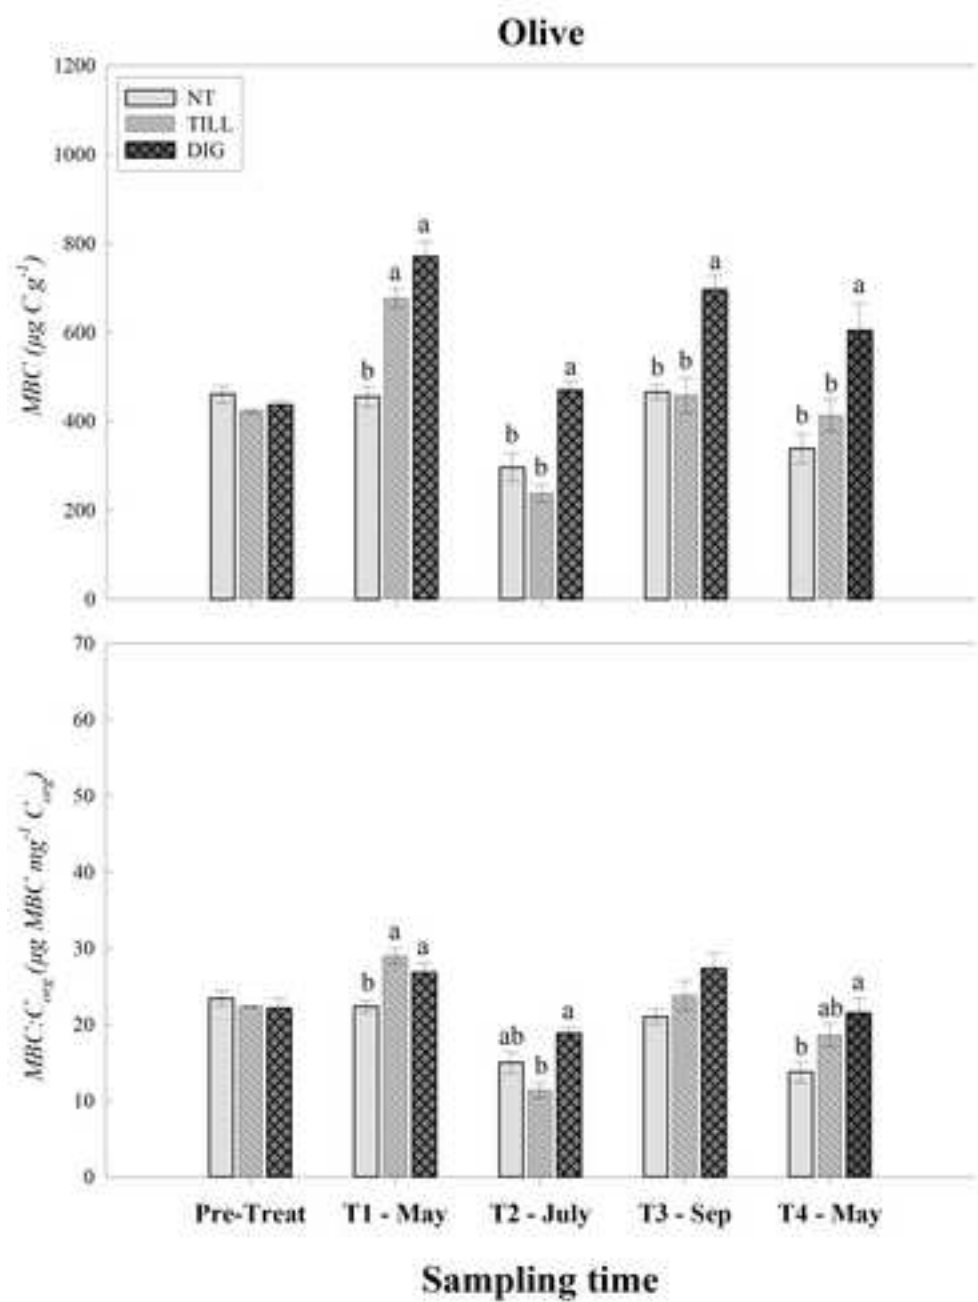 Olive
1200
1000
800
600
400
200
0
MBC (µg C g⁻¹)
NT
TILL
DIG
b a a
b b a
b b a
b b a
70
60
50
40
30
20
10
0
MBC:C_org (µg MBC mg⁻¹ C_org)
b a a
ab b a
b ab a
Pre-Treat T1 - May T2 - July T3 - Sep T4 - May
Sampling time